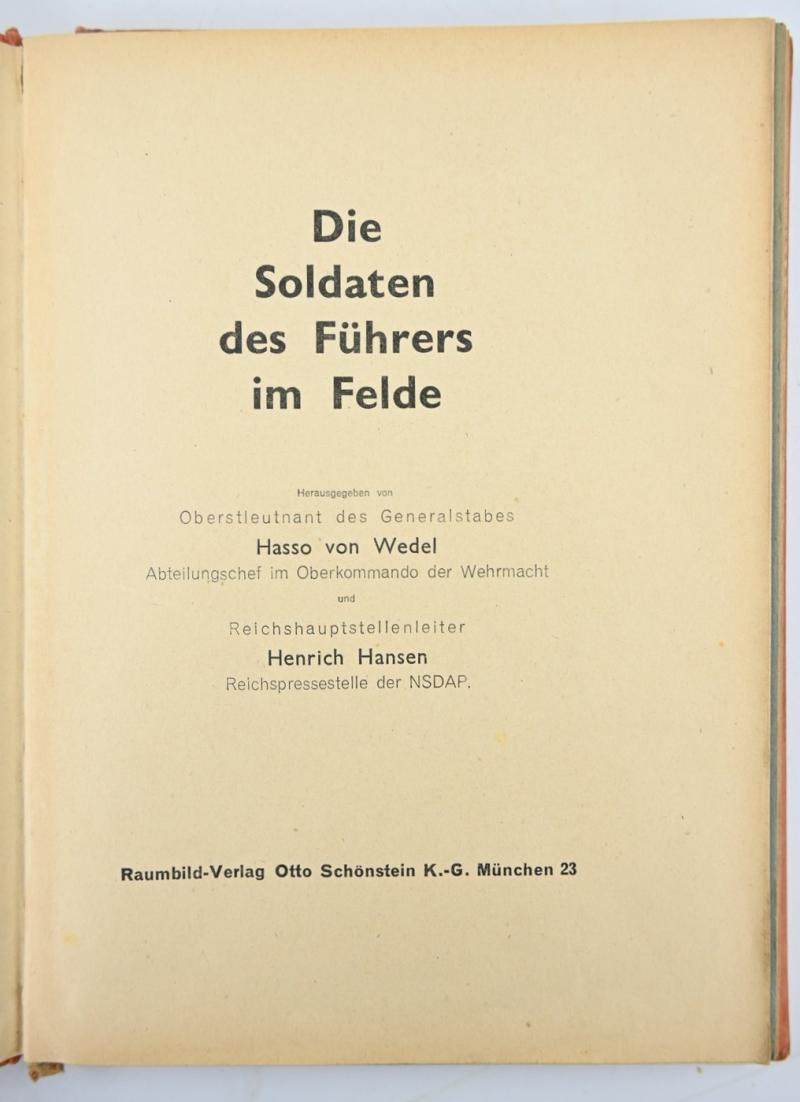 Die
Soldaten
des Führers
im Felde
Herausgegeben von
Oberstleutnant des Generalstabes
Hasso von Wedel
Abteilungschef im Oberkommando der Wehrmacht
und
Reichshauptstellenleiter
Henrich Hansen
Reichspressestelle der NSDAP.
Raumbild-Verlag Otto Schönstein K.-G. München 23